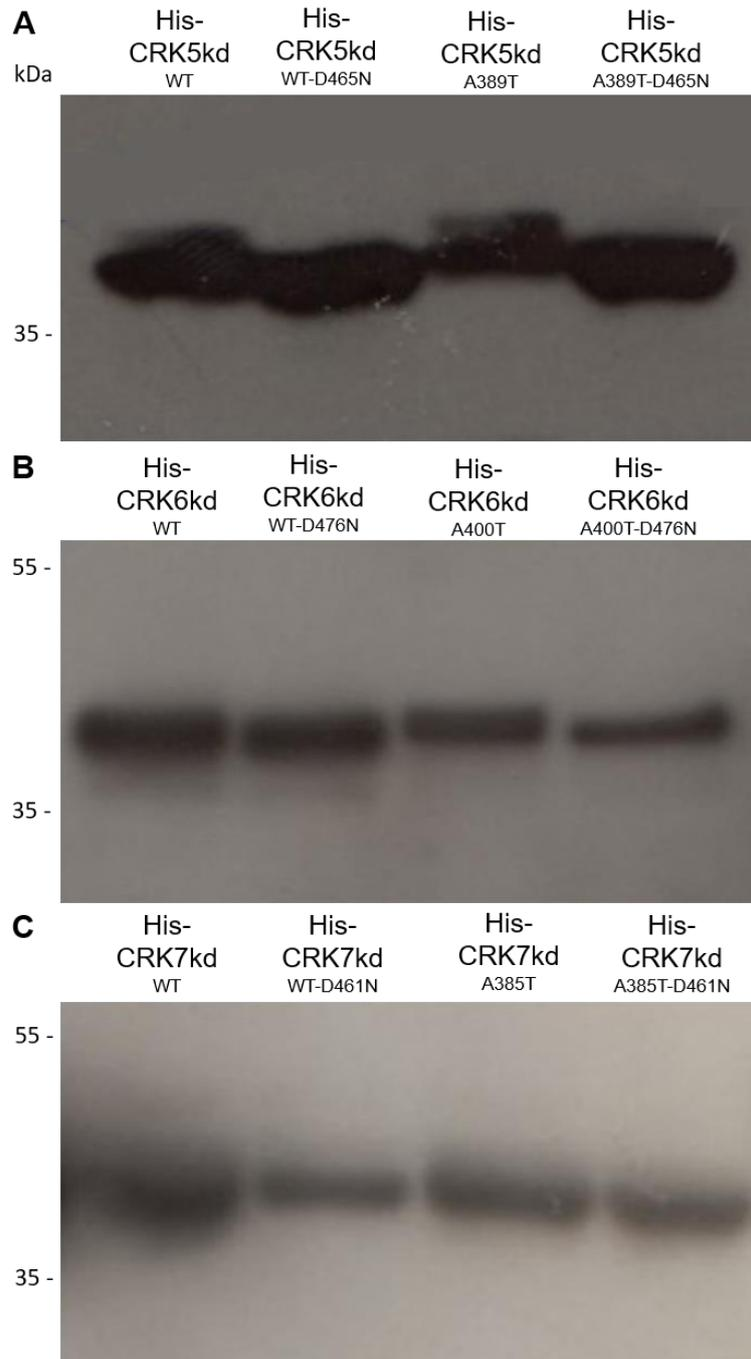 A
His- His- His- His-
CRK5kd CRK5kd CRK5kd CRK5kd
kDa WT WT-D465N A389T A389T-D465N
35 -
B
His- His- His- His-
CRK6kd CRK6kd CRK6kd CRK6kd
WT WT-D476N A400T A400T-D476N
55 -
35 -
C
His- His- His- His-
CRK7kd CRK7kd CRK7kd CRK7kd
WT WT-D461N A385T A385T-D461N
55 -
35 -